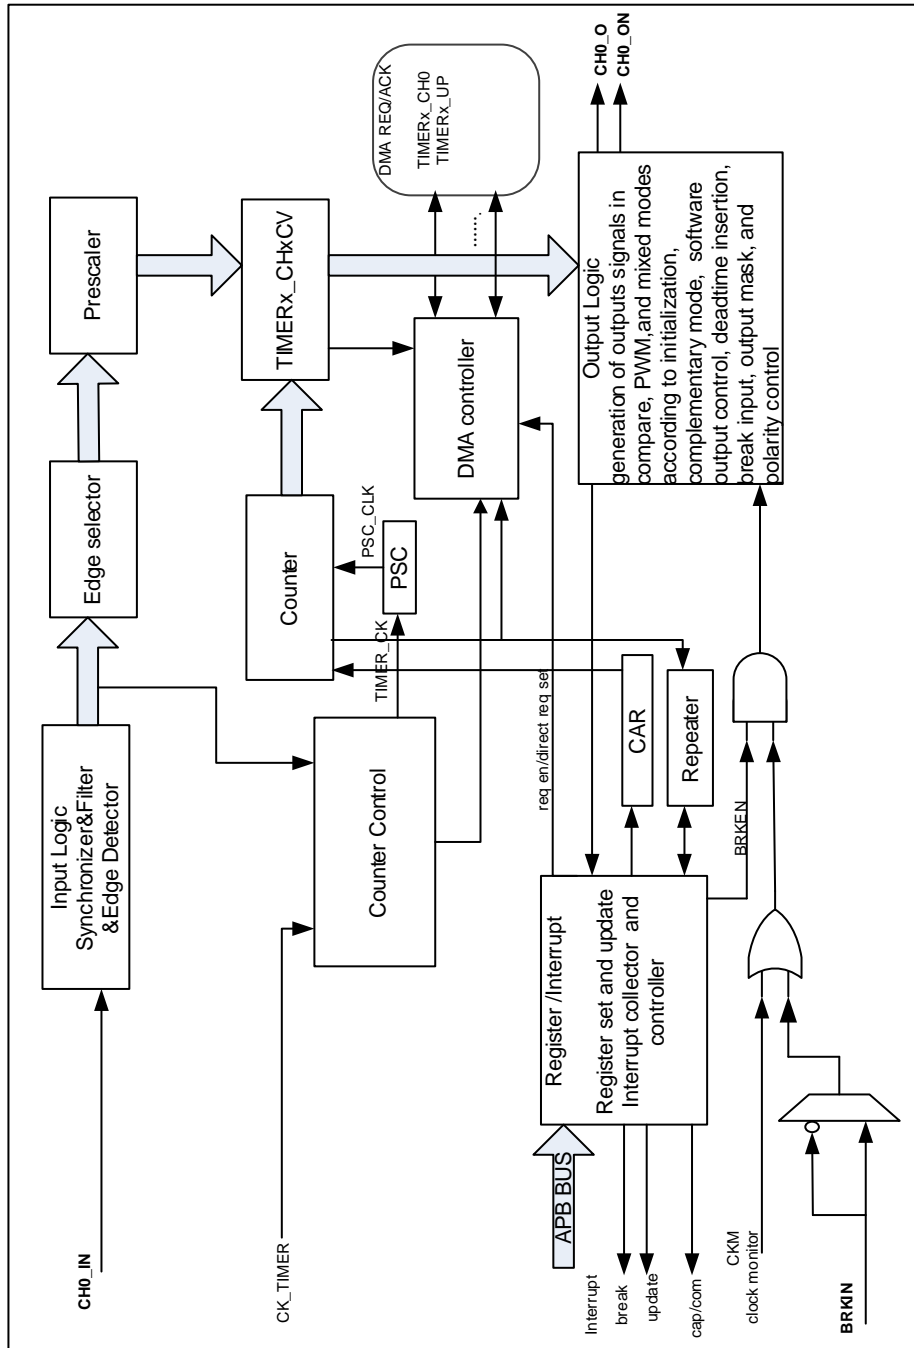 CH0_IN
Input Logic
Synchronizer&Filter
&Edge Detector
Edge selector
Prescaler
CK_TIMER
Counter Control
TIMER_CK
PSC
PSC_CLK
Counter
TIMERx_CHxCV
DMA REQ/ACK
TIMERx_CH0
TIMERx_UP
.......
DMA controller
req en/direct req set
APB BUS
Register /Interrupt
Register set and update
Interrupt collector and
controller
CAR
Repeater
Interrupt
break
update
cap/com
Output Logic
generation of outputs signals in
compare, PWM,and mixed modes
according to initialization,
complementary mode, software
output control, deadtime insertion,
break input, output mask, and
polarity control
CH0_O
CH0_ON
BRKEN
CKM
clock monitor
BRKIN